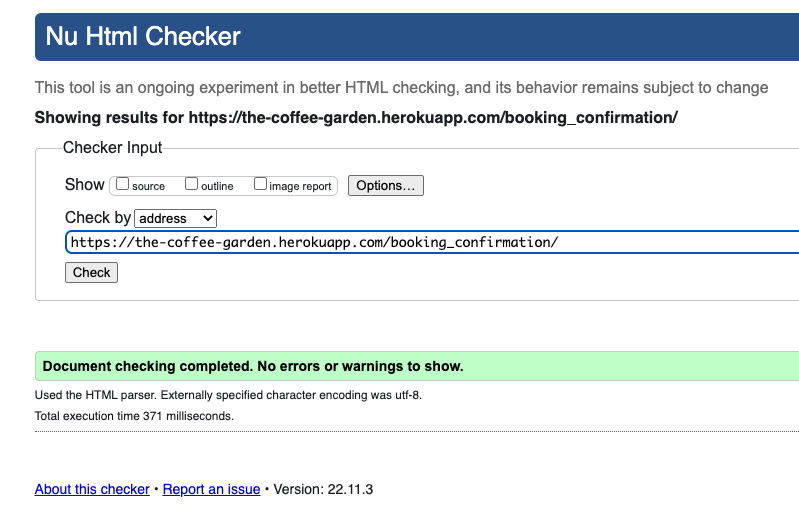 Nu Html Checker
This tool is an ongoing experiment in better HTML checking, and its behavior remains subject to change
Showing results for https://the-coffee-garden.herokuapp.com/booking_confirmation/
Checker Input
Show source outline image report Options...
Check by address
https://the-coffee-garden.herokuapp.com/booking_confirmation/
Check
Document checking completed. No errors or warnings to show.
Used the HTML parser. Externally specified character encoding was utf-8.
Total execution time 371 milliseconds.
About this checker • Report an issue • Version: 22.11.3